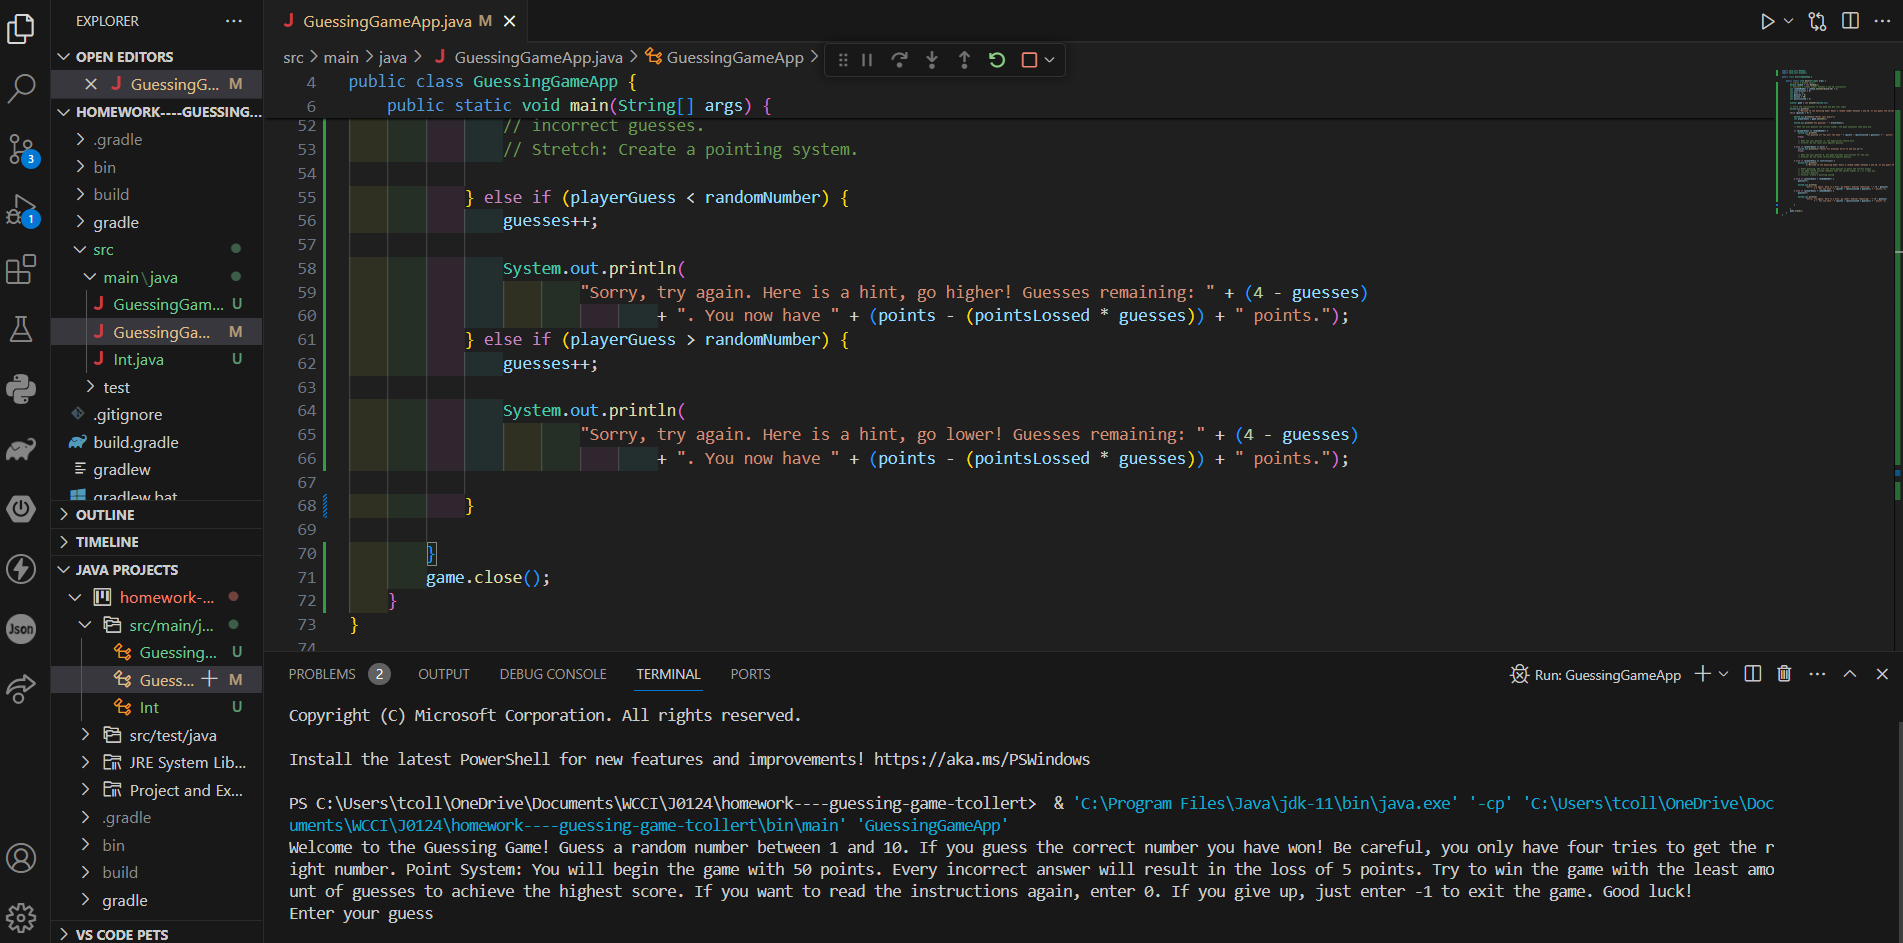 EXPLORER
OPEN EDITORS
GuessingG... M
HOMEWORK----GUESSING...
.gradle
bin
build
gradle
src
main\java
GuessingGam... U
GuessingGa... M
Int.java U
test
.gitignore
build.gradle
gradlew
gradlew.bat
OUTLINE
TIMELINE
JAVA PROJECTS
homework-...
src/main/j...
Guessing... U
Guess... M
Int U
src/test/java
JRE System Lib...
Project and Ex...
.gradle
bin
build
gradle
VS CODE PETS
3
1
Json
GuessingGameApp.java M
src > main > java > GuessingGameApp.java > GuessingGameApp >
4 public class GuessingGameApp {
6 public static void main(String[] args) {
52 // incorrect guesses.
53 // Stretch: Create a pointing system.
54
55 } else if (playerGuess < randomNumber) {
56 guesses++;
57
58 System.out.println(
59 "Sorry, try again. Here is a hint, go higher! Guesses remaining: " + (4 - guesses)
60 + ". You now have " + (points - (pointsLossed * guesses)) + " points.");
61 } else if (playerGuess > randomNumber) {
62 guesses++;
63
64 System.out.println(
65 "Sorry, try again. Here is a hint, go lower! Guesses remaining: " + (4 - guesses)
66 + ". You now have " + (points - (pointsLossed * guesses)) + " points.");
67
68 }
69
70 }
71 game.close();
72 }
73 }
74
PROBLEMS 2 OUTPUT DEBUG CONSOLE TERMINAL PORTS
Run: GuessingGameApp
Copyright (C) Microsoft Corporation. All rights reserved.
Install the latest PowerShell for new features and improvements! https://aka.ms/PSWindows
PS C:\Users\tcoll\OneDrive\Documents\WCCI\J0124\homework----guessing-game-tcollert> & 'C:\Program Files\Java\jdk-11\bin\java.exe' '-cp' 'C:\Users\tcoll\OneDrive\Doc
uments\WCCI\J0124\homework----guessing-game-tcollert\bin\main' 'GuessingGameApp'
Welcome to the Guessing Game! Guess a random number between 1 and 10. If you guess the correct number you have won! Be careful, you only have four tries to get the r
ight number. Point System: You will begin the game with 50 points. Every incorrect answer will result in the loss of 5 points. Try to win the game with the least amo
unt of guesses to achieve the highest score. If you want to read the instructions again, enter 0. If you give up, just enter -1 to exit the game. Good luck!
Enter your guess